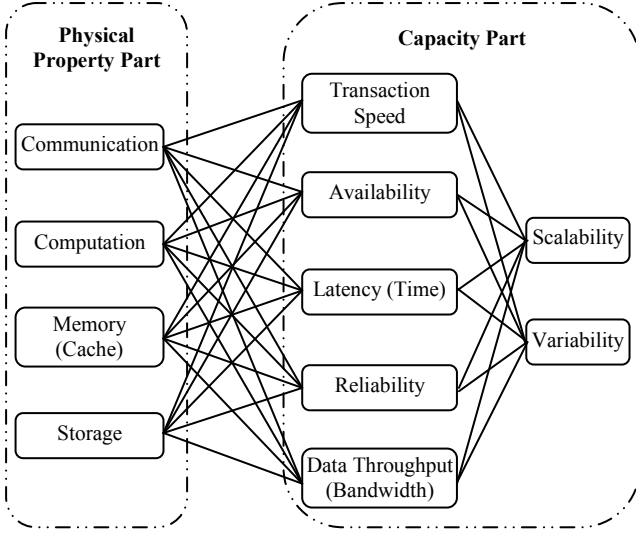 Physical
Property Part
Communication
Computation
Memory
(Cache)
Storage
Capacity Part
Transaction
Speed
Availability
Latency (Time)
Reliability
Data Throughput
(Bandwidth)
Scalability
Variability